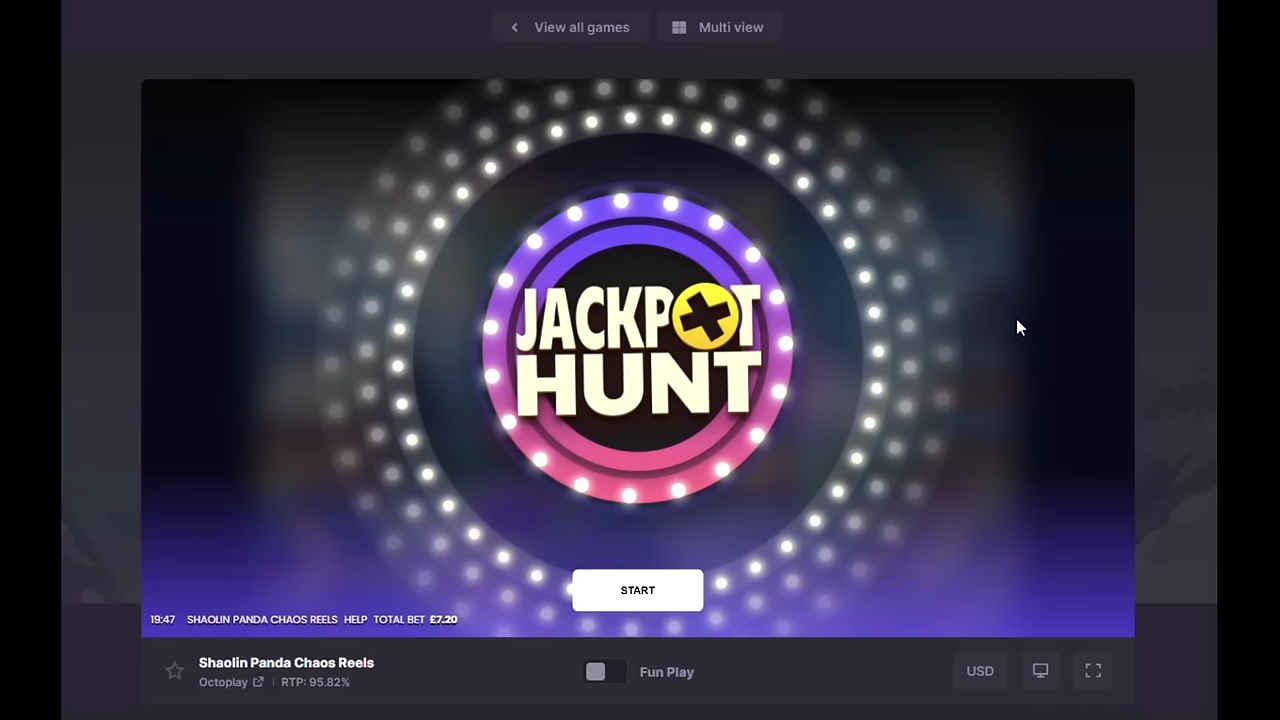 View all games
Multi view
JACKPOT
HUNT
START
19:47 SHAOLIN PANDA CHAOS REELS HELP TOTAL BET £7.20
Shaolin Panda Chaos Reels
Octoplay
RTP: 95.82%
Fun Play
USD